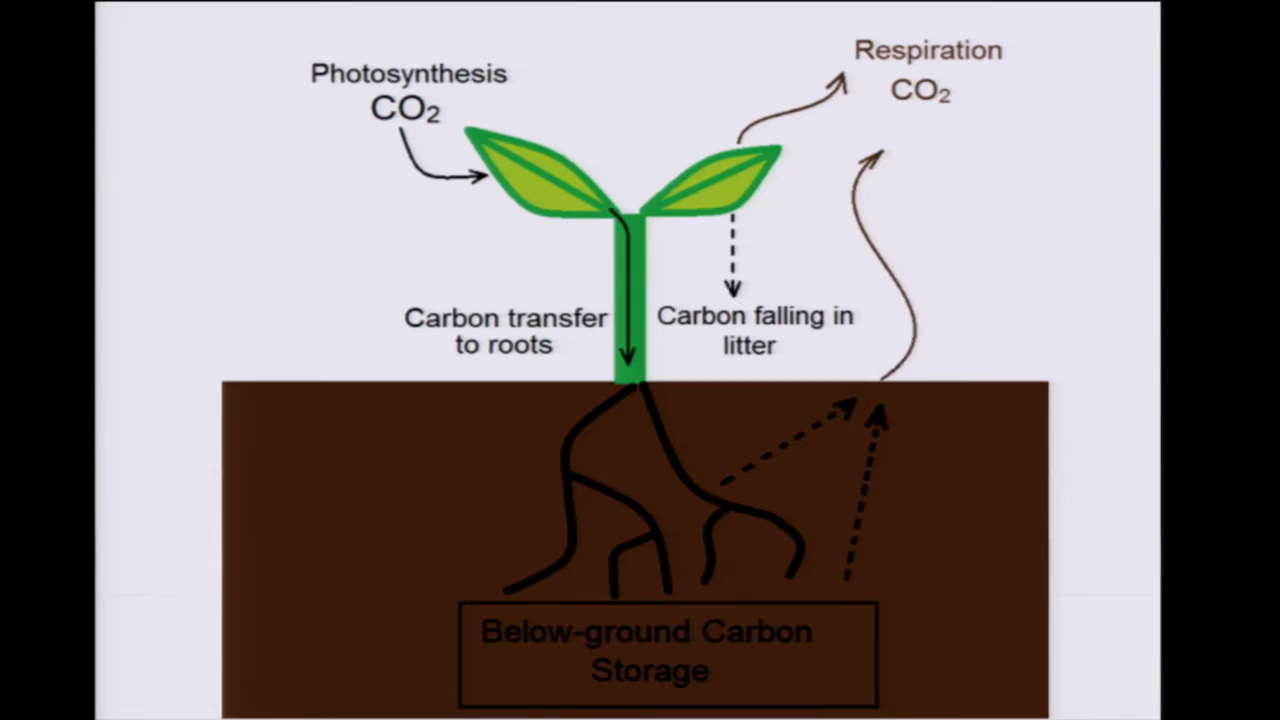 Photosynthesis
CO₂
Respiration
CO₂
Carbon transfer
to roots
Carbon falling in
litter
Below-ground Carbon
Storage